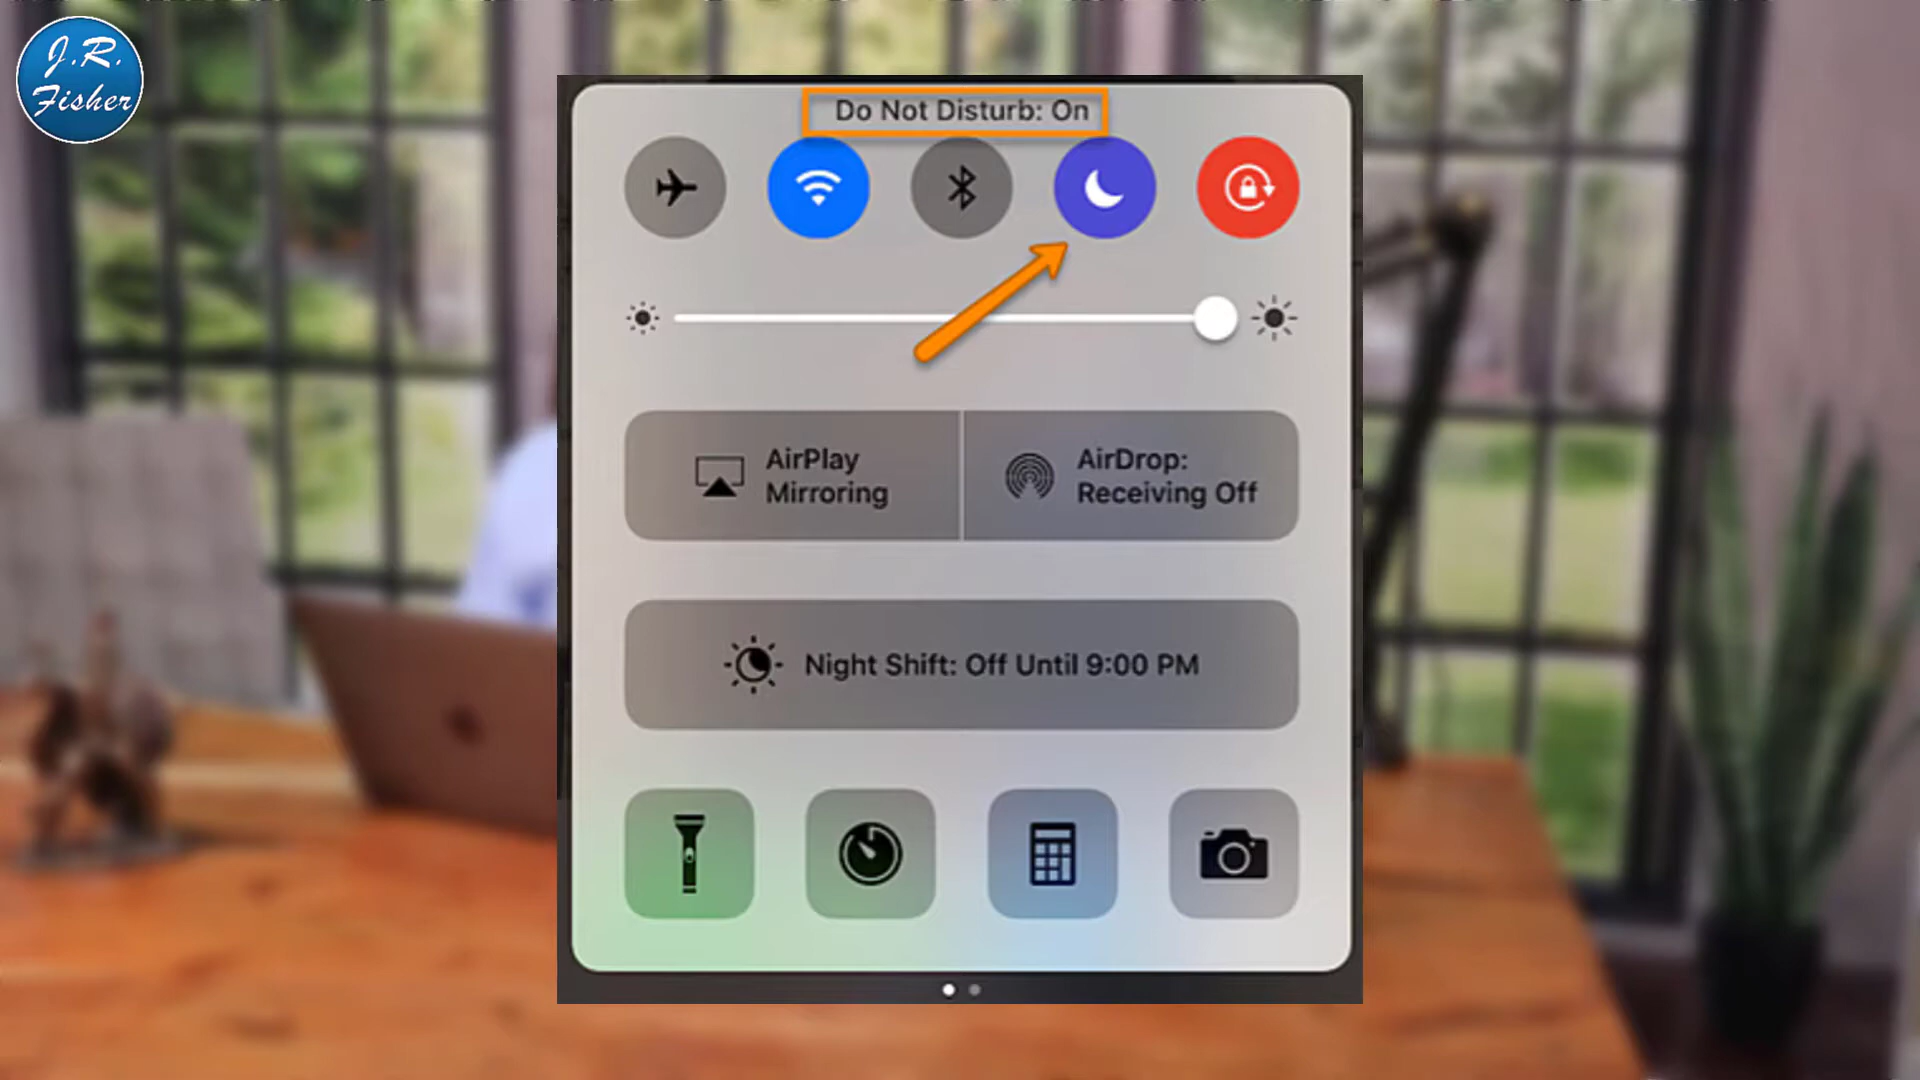 J.R.
Fisher
Do Not Disturb: On
AirPlay
Mirroring
AirDrop:
Receiving Off
Night Shift: Off Until 9:00 PM